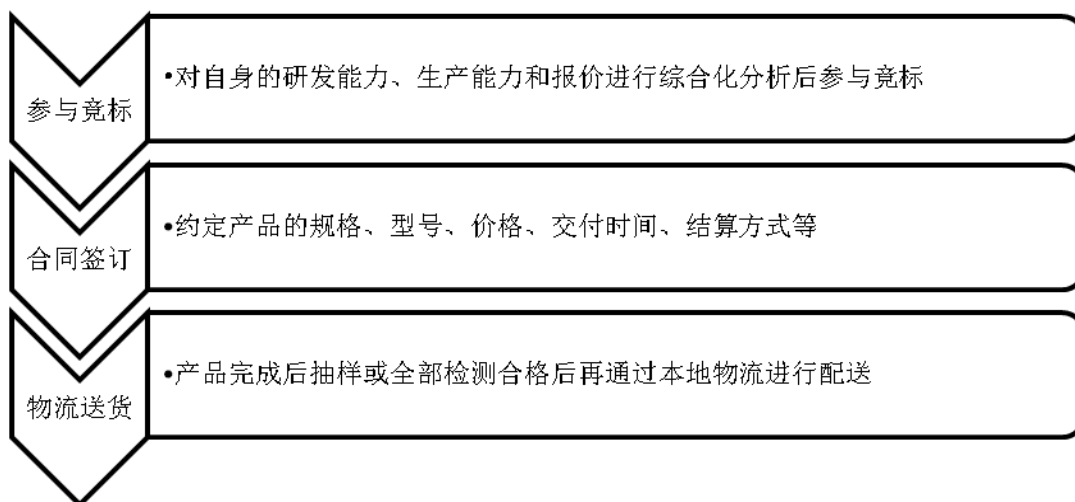 •对自身的研发能力、生产能力和报价进行综合化分析后参与竞标
参与竞标
•约定产品的规格、型号、价格、交付时间、结算方式等
合同签订
•产品完成后抽样或全部检测合格后再通过本地物流进行配送
物流送货